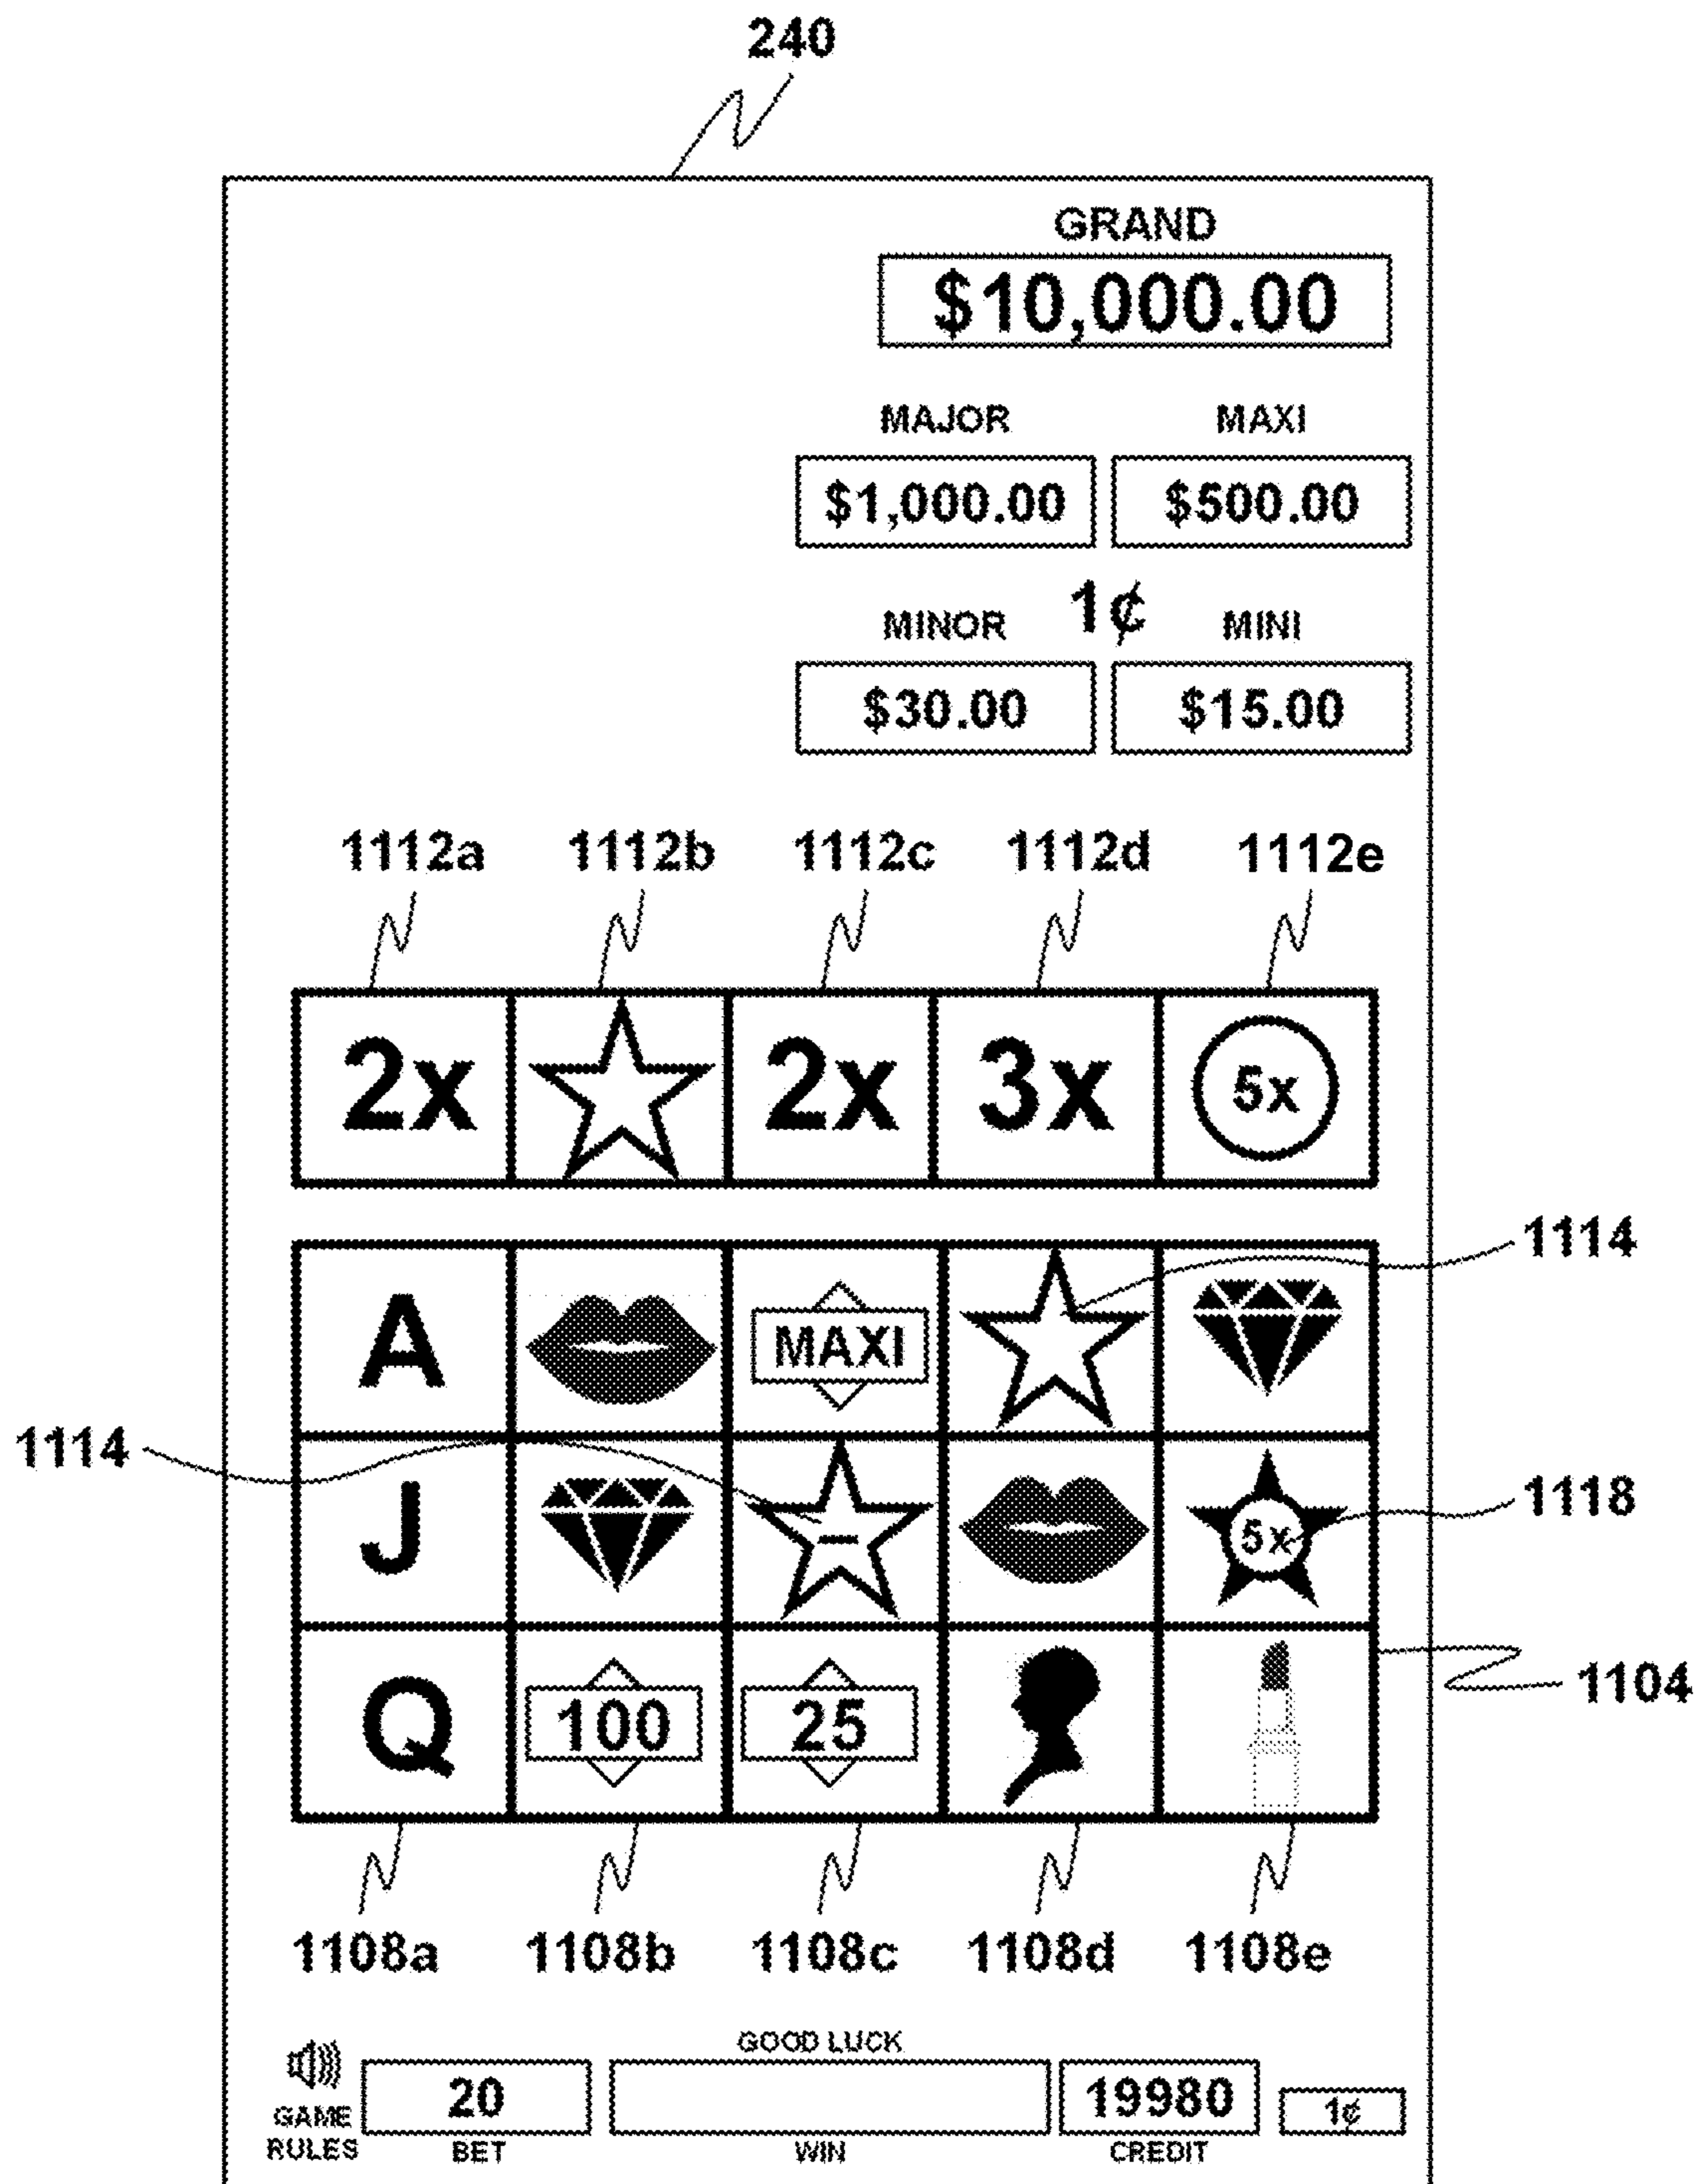 240
GRAND
$10,000.00
MAJOR MAXI
$1,000.00 $500.00
1¢
MINOR MINI
$30.00 $15.00
1112a 1112b 1112c 1112d 1112e
2x 2x 3x 5x
1114
A MAXI
1114
J 5x
1118
Q 100 25
1104
1108a 1108b 1108c 1108d 1108e
GOOD LUCK
20 19980 1¢
GAME
RULES BET WIN CREDIT